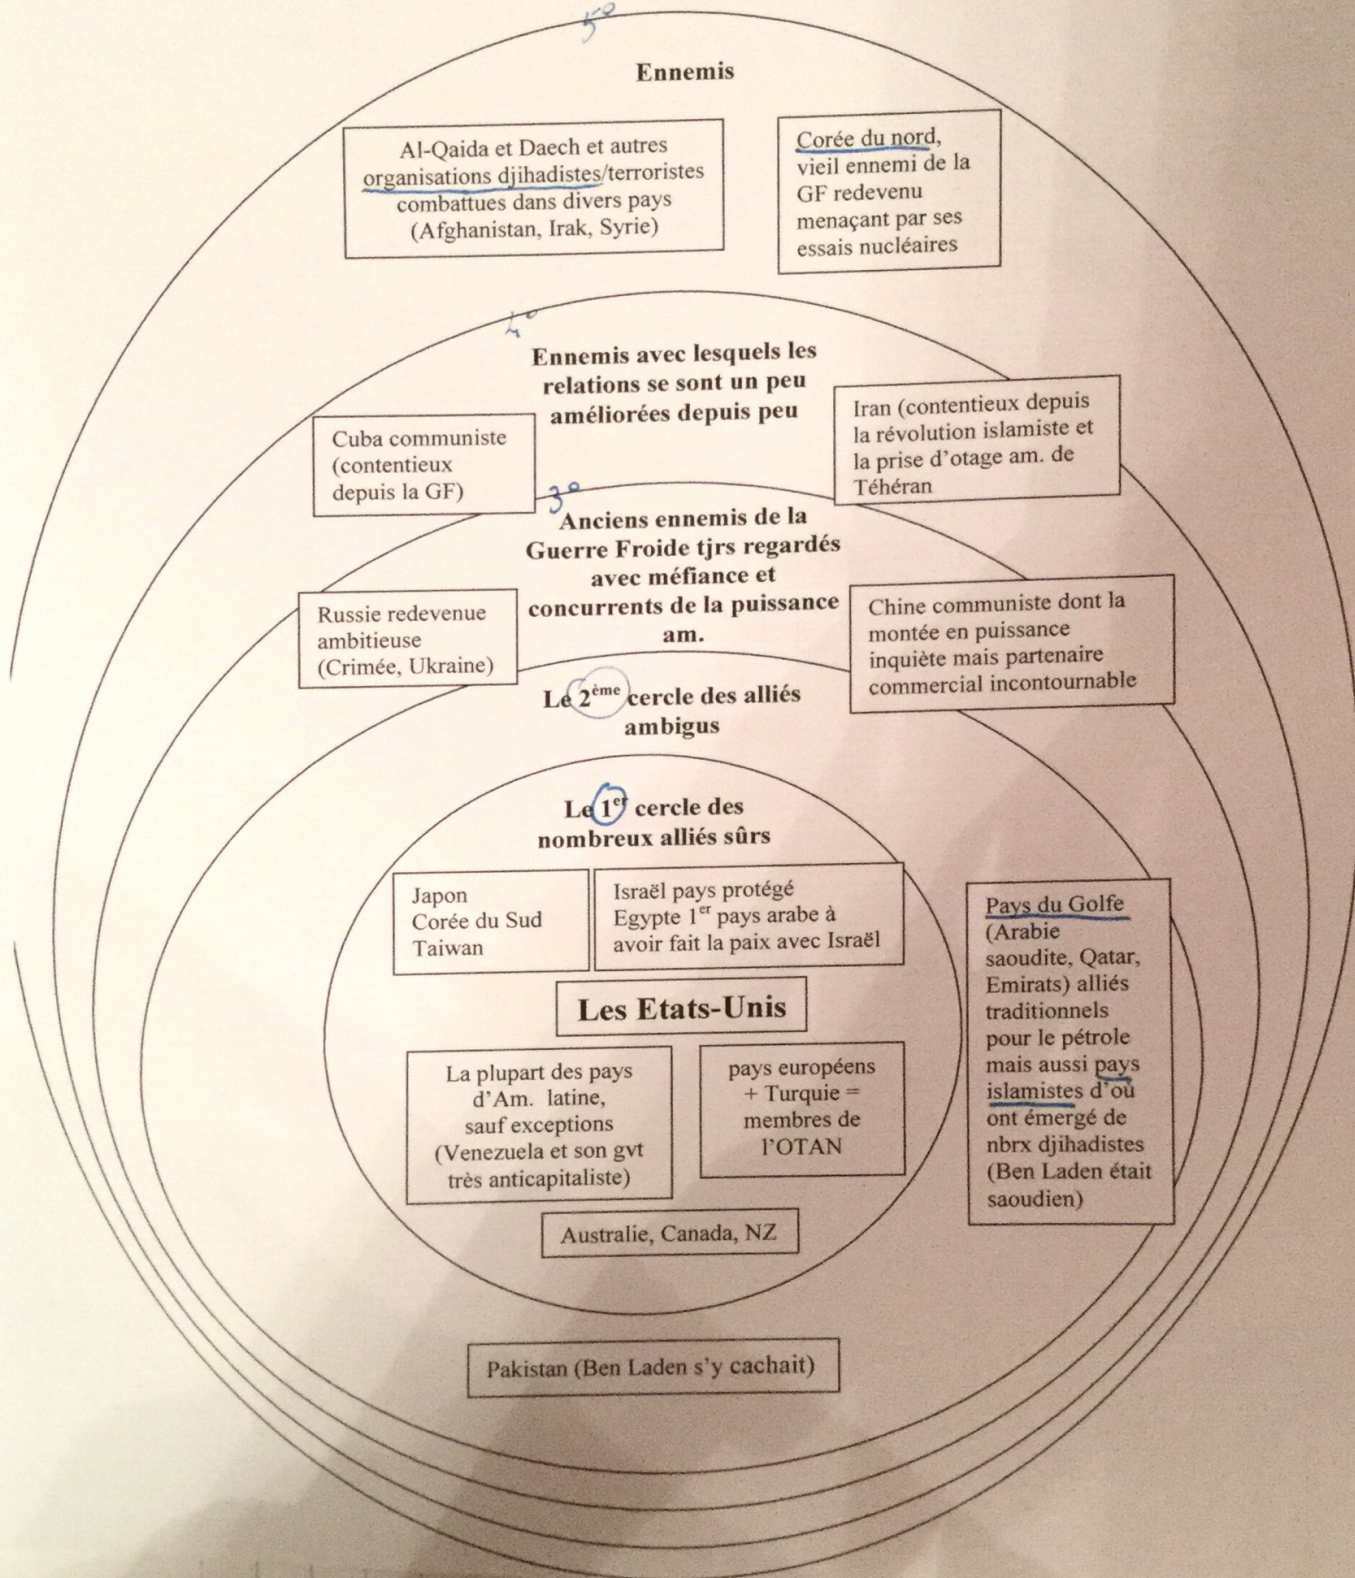 5°
Ennemis
Al-Qaida et Daech et autres
organisations djihadistes/terroristes
combattues dans divers pays
(Afghanistan, Irak, Syrie)
Corée du nord,
vieil ennemi de la
GF redevenu
menaçant par ses
essais nucléaires
4°
Ennemis avec lesquels les
relations se sont un peu
améliorées depuis peu
Cuba communiste
(contentieux
depuis la GF)
Iran (contentieux depuis
la révolution islamiste et
la prise d'otage am. de
Téhéran
3°
Anciens ennemis de la
Guerre Froide tjrs regardés
avec méfiance et
concurrents de la puissance
am.
Russie redevenue
ambitieuse
(Crimée, Ukraine)
Chine communiste dont la
montée en puissance
inquiète mais partenaire
commercial incontournable
Le 2ème cercle des alliés
ambigus
Le 1er cercle des
nombreux alliés sûrs
Japon
Corée du Sud
Taiwan
Israël pays protégé
Egypte 1er pays arabe à
avoir fait la paix avec Israël
Pays du Golfe
(Arabie
saoudite, Qatar,
Emirats) alliés
traditionnels
pour le pétrole
mais aussi pays
islamistes d'où
ont émergé de
nbrx djihadistes
(Ben Laden était
saoudien)
Les Etats-Unis
La plupart des pays
d'Am. latine,
sauf exceptions
(Venezuela et son gvt
très anticapitaliste)
pays européens
+ Turquie =
membres de
l'OTAN
Australie, Canada, NZ
Pakistan (Ben Laden s'y cachait)